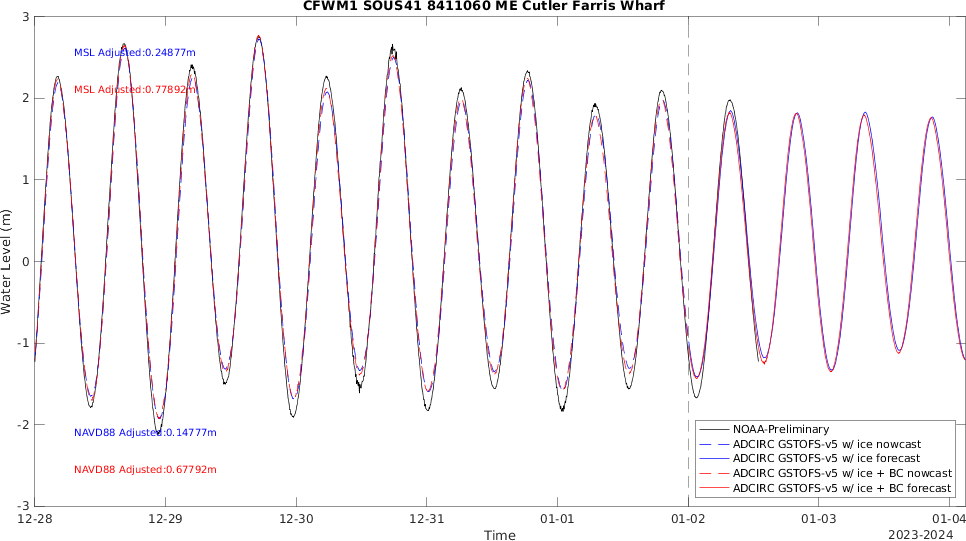 CFWM1 SOUS41 8411060 ME Cutler Farris Wharf
3
2
1
0
-1
-2
-3
Water Level (m)
MSL Adjusted:0.24877m
MSL Adjusted:0.77892m
NAVD88 Adjusted:0.14777m
NAVD88 Adjusted:0.67792m
NOAA-Preliminary
ADCIRC GSTOFS-v5 w/ ice nowcast
ADCIRC GSTOFS-v5 w/ ice forecast
ADCIRC GSTOFS-v5 w/ ice + BC nowcast
ADCIRC GSTOFS-v5 w/ ice + BC forecast
12-28 12-29 12-30 12-31 01-01 01-02 01-03 01-04
Time
2023-2024